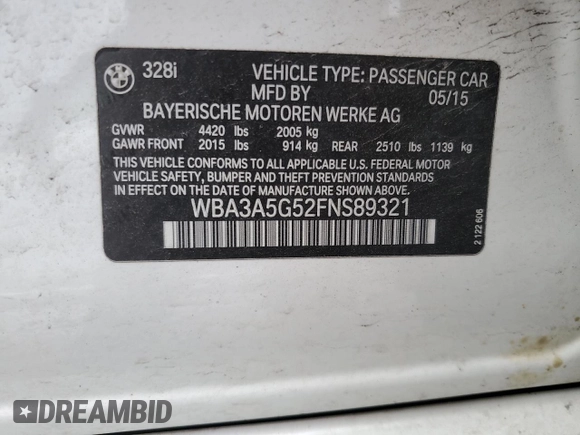 BMW
328i
VEHICLE TYPE: PASSENGER CAR
MFD BY 05/15
BAYERISCHE MOTOREN WERKE AG
GVWR 4420 lbs 2005 kg
GAWR FRONT 2015 lbs 914 kg REAR 2510 lbs 1139 kg
THIS VEHICLE CONFORMS TO ALL APPLICABLE U.S. FEDERAL MOTOR
VEHICLE SAFETY, BUMPER AND THEFT PREVENTION STANDARDS
IN EFFECT ON THE DATE OF MANUFACTURE SHOWN ABOVE.
WBA3A5G52FNS89321
2 122 606
DREAMBID